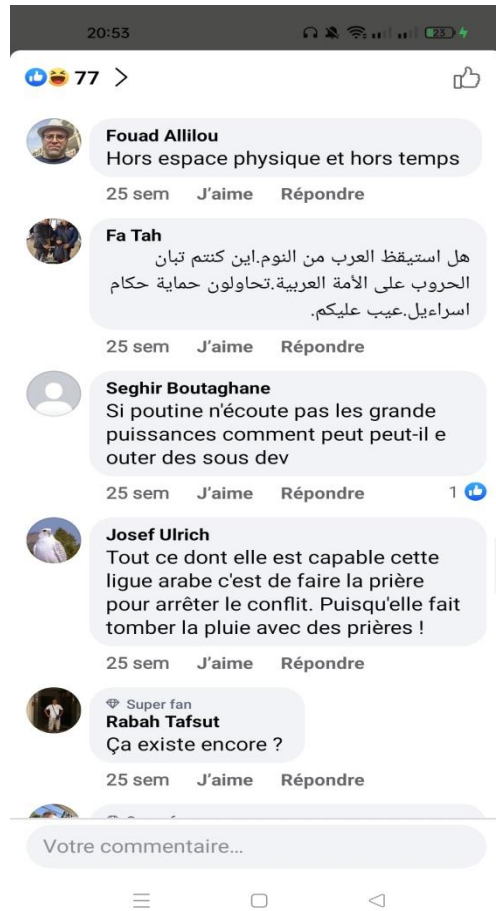 20:53
23
77 >
Fouad Allilou
Hors espace physique et hors temps
25 sem J'aime Répondre
Fa Tah
هل استيقظ العرب من النوم.اين كنتم تبان
الحروب على الأمة العربية.تحاولون حماية حكام
اسراءيل.عيب عليكم.
25 sem J'aime Répondre
Seghir Boutaghane
Si poutine n'écoute pas les grande
puissances comment peut peut-il e
outer des sous dev
25 sem J'aime Répondre 1
Josef Ulrich
Tout ce dont elle est capable cette
ligue arabe c'est de faire la prière
pour arrêter le conflit. Puisqu'elle fait
tomber la pluie avec des prières !
25 sem J'aime Répondre
Super fan
Rabah Tafsut
Ça existe encore ?
25 sem J'aime Répondre
Votre commentaire...